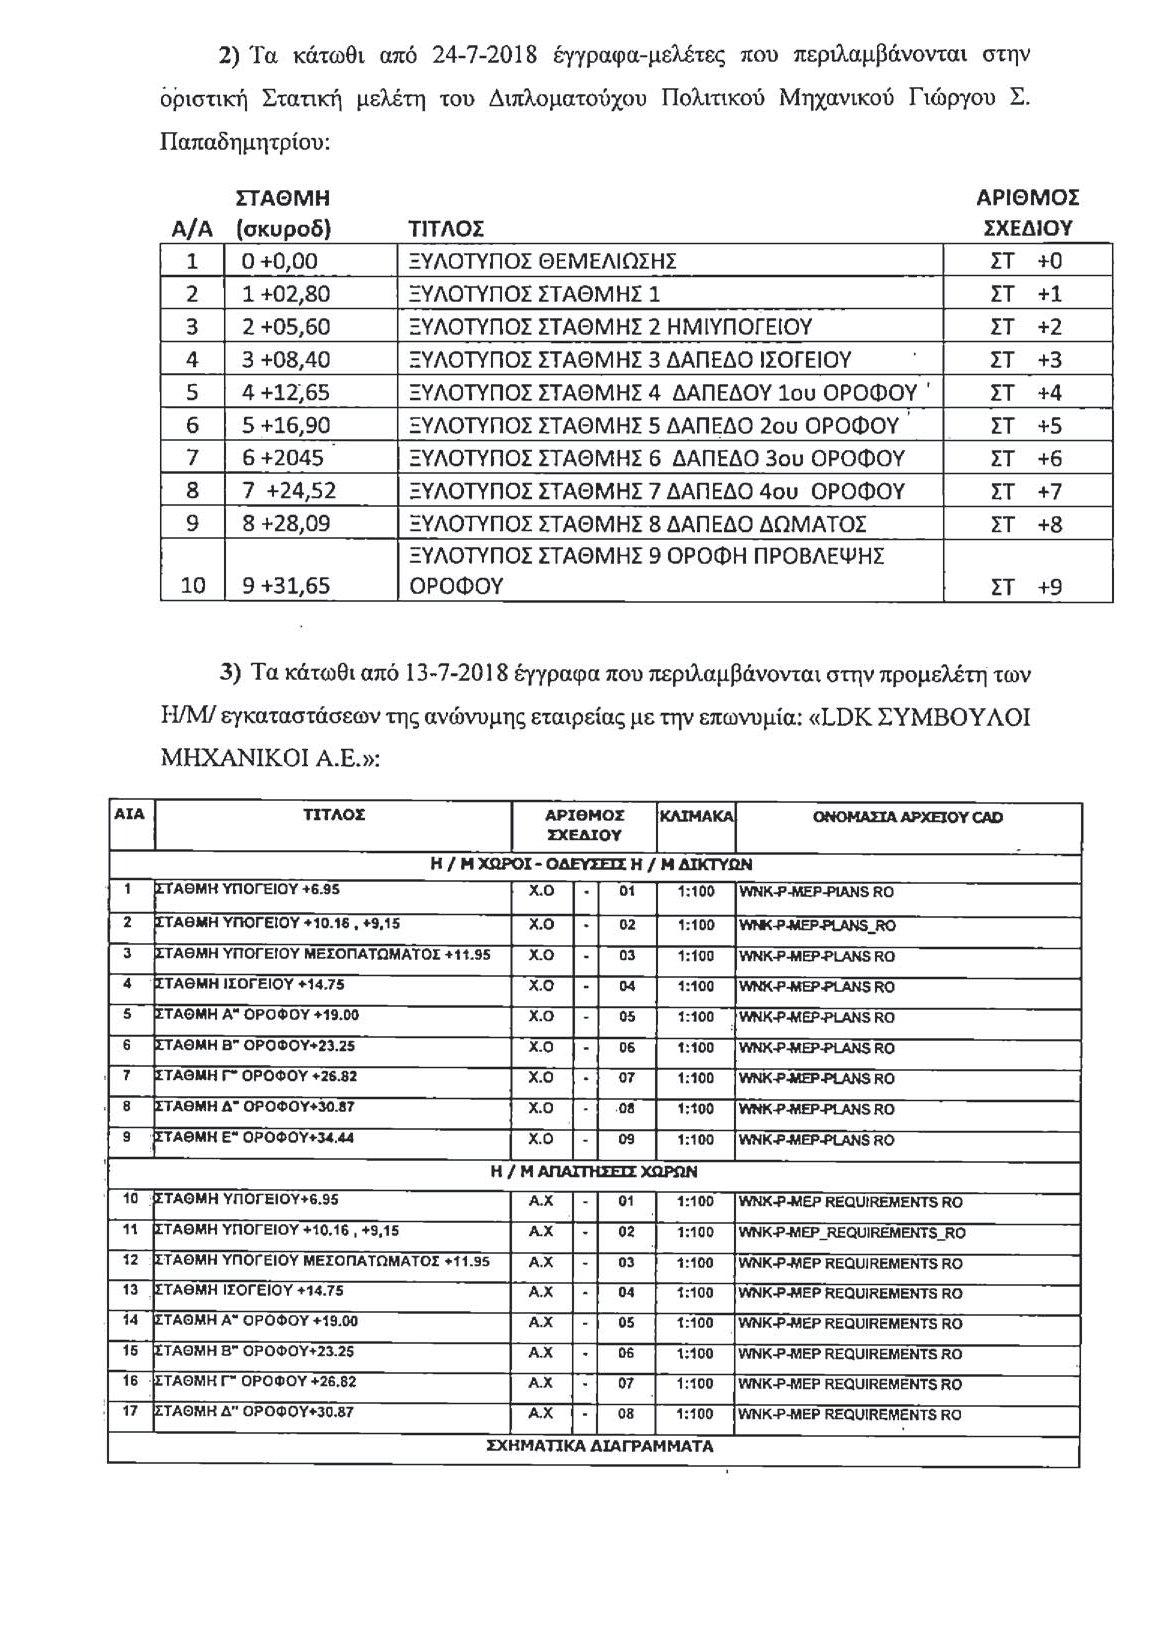 2) Τα κάτωθι από 24-7-2018 έγγραφα-μελέτες που περιλαμβάνονται στην
οριστική Στατική μελέτη του Διπλοματούχου Πολιτικού Μηχανικού Γιώργου Σ.
Παπαδημητρίου:
Α/Α ΣΤΑΘΜΗ (σκυροδ) ΤΙΤΛΟΣ ΑΡΙΘΜΟΣ ΣΧΕΔΙΟΥ
1 0 +0,00 ΞΥΛΟΤΥΠΟΣ ΘΕΜΕΛΙΩΣΗΣ ΣΤ +0
2 1 +02,80 ΞΥΛΟΤΥΠΟΣ ΣΤΑΘΜΗΣ 1 ΣΤ +1
3 2 +05,60 ΞΥΛΟΤΥΠΟΣ ΣΤΑΘΜΗΣ 2 ΗΜΙΥΠΟΓΕΙΟΥ ΣΤ +2
4 3 +08,40 ΞΥΛΟΤΥΠΟΣ ΣΤΑΘΜΗΣ 3 ΔΑΠΕΔΟ ΙΣΟΓΕΙΟΥ ΣΤ +3
5 4 +12,65 ΞΥΛΟΤΥΠΟΣ ΣΤΑΘΜΗΣ 4 ΔΑΠΕΔΟΥ 1ου ΟΡΟΦΟΥ ΣΤ +4
6 5 +16,90 ΞΥΛΟΤΥΠΟΣ ΣΤΑΘΜΗΣ 5 ΔΑΠΕΔΟ 2ου ΟΡΟΦΟΥ ΣΤ +5
7 6 +2045 ΞΥΛΟΤΥΠΟΣ ΣΤΑΘΜΗΣ 6 ΔΑΠΕΔΟ 3ου ΟΡΟΦΟΥ ΣΤ +6
8 7 +24,52 ΞΥΛΟΤΥΠΟΣ ΣΤΑΘΜΗΣ 7 ΔΑΠΕΔΟ 4ου ΟΡΟΦΟΥ ΣΤ +7
9 8 +28,09 ΞΥΛΟΤΥΠΟΣ ΣΤΑΘΜΗΣ 8 ΔΑΠΕΔΟ ΔΩΜΑΤΟΣ ΣΤ +8
ΞΥΛΟΤΥΠΟΣ ΣΤΑΘΜΗΣ 9 ΟΡΟΦΗ ΠΡΟΒΛΕΨΗΣ
10 9 +31,65 ΟΡΟΦΟΥ ΣΤ +9
3) Τα κάτωθι από 13-7-2018 έγγραφα που περιλαμβάνονται στην προμελέτη των
Η/Μ/ εγκαταστάσεων της ανώνυμης εταιρείας με την επωνυμία: «LDK ΣΥΜΒΟΥΛΟΙ
ΜΗΧΑΝΙΚΟΙ Α.Ε.»:
ΑΙΑ ΤΙΤΛΟΣ ΑΡΙΘΜΟΣ ΣΧΕΔΙΟΥ ΚΛΙΜΑΚΑ ΟΝΟΜΑΣΙΑ ΑΡΧΕΙΟΥ CAD
Η / Μ ΧΩΡΟΙ - ΟΔΕΥΣΕΙΣ Η / Μ ΔΙΚΤΥΩΝ
1 ΣΤΑΘΜΗ ΥΠΟΓΕΙΟΥ +6.95 Χ.Ο - 01 1:100 WNK-P-MEP-PlANS RO
2 ΣΤΑΘΜΗ ΥΠΟΓΕΙΟΥ +10.16 , +9,15 Χ.Ο - 02 1:100 WNK-P-MEP-PLANS_RO
3 ΣΤΑΘΜΗ ΥΠΟΓΕΙΟΥ ΜΕΣΟΠΑΤΩΜΑΤΟΣ +11.95 Χ.Ο - 03 1:100 WNK-P-MEP-PLANS RO
4 ΣΤΑΘΜΗ ΙΣΟΓΕΙΟΥ +14.75 Χ.Ο - 04 1:100 WNK-P-MEP-PLANS RO
5 ΣΤΑΘΜΗ Α" ΟΡΟΦΟΥ +19.00 Χ.Ο - 05 1:100 WNK-P-MEP-PLANS RO
6 ΣΤΑΘΜΗ Β" ΟΡΟΦΟΥ+23.25 Χ.Ο - 06 1:100 WNK-P-MEP-PLANS RO
7 ΣΤΑΘΜΗ Γ" ΟΡΟΦΟΥ +26.82 Χ.Ο - 07 1:100 WNK-P-MEP-PLANS RO
8 ΣΤΑΘΜΗ Δ" ΟΡΟΦΟΥ+30.87 Χ.Ο - 08 1:100 WNK-P-MEP-PLANS RO
9 ΣΤΑΘΜΗ Ε" ΟΡΟΦΟΥ+34.44 Χ.Ο - 09 1:100 WNK-P-MEP-PLANS RO
Η / Μ ΑΠΑΙΤΗΣΕΙΣ ΧΩΡΩΝ
10 ΣΤΑΘΜΗ ΥΠΟΓΕΙΟΥ+6.95 Α.Χ - 01 1:100 WNK-P-MEP REQUIREMENTS RO
11 ΣΤΑΘΜΗ ΥΠΟΓΕΙΟΥ +10.16 , +9,15 Α.Χ - 02 1:100 WNK-P-MEP_REQUIREMENTS_RO
12 ΣΤΑΘΜΗ ΥΠΟΓΕΙΟΥ ΜΕΣΟΠΑΤΩΜΑΤΟΣ +11.95 Α.Χ - 03 1:100 WNK-P-MEP REQUIREMENTS RO
13 ΣΤΑΘΜΗ ΙΣΟΓΕΙΟΥ +14.75 Α.Χ - 04 1:100 WNK-P-MEP REQUIREMENTS RO
14 ΣΤΑΘΜΗ Α" ΟΡΟΦΟΥ +19.00 Α.Χ - 05 1:100 WNK-P-MEP REQUIREMENTS RO
15 ΣΤΑΘΜΗ Β" ΟΡΟΦΟΥ+23.25 Α.Χ - 06 1:100 WNK-P-MEP REQUIREMENTS RO
16 ΣΤΑΘΜΗ Γ" ΟΡΟΦΟΥ +26.82 Α.Χ - 07 1:100 WNK-P-MEP REQUIREMENTS RO
17 ΣΤΑΘΜΗ Δ" ΟΡΟΦΟΥ+30.87 Α.Χ - 08 1:100 WNK-P-MEP REQUIREMENTS RO
ΣΧΗΜΑΤΙΚΑ ΔΙΑΓΡΑΜΜΑΤΑ